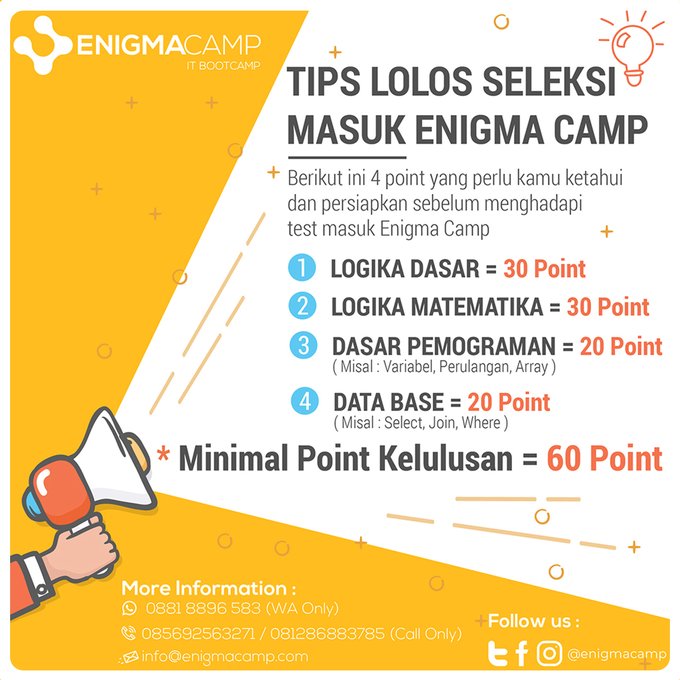 ENIGMACAMP
IT BOOTCAMP
TIPS LOLOS SELEKSI
MASUK ENIGMA CAMP
Berikut ini 4 point yang perlu kamu ketahui
dan persiapkan sebelum menghadapi
test masuk Enigma Camp
1 LOGIKA DASAR = 30 Point
2 LOGIKA MATEMATIKA = 30 Point
3 DASAR PEMOGRAMAN = 20 Point
( Misal : Variabel, Perulangan, Array )
4 DATA BASE = 20 Point
( Misal : Select, Join, Where )
* Minimal Point Kelulusan = 60 Point
More Information :
0881 8896 583 (WA Only)
085692563271 / 081286883785 (Call Only)
info@enigmacamp.com
Follow us :
@enigmacamp